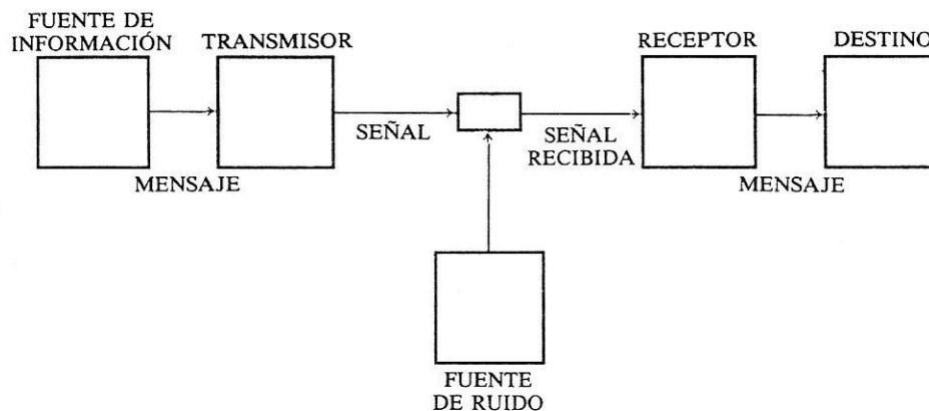 FUENTE DE
INFORMACIÓN
TRANSMISOR
RECEPTOR
DESTINO
SEÑAL
SEÑAL
RECIBIDA
MENSAJE
MENSAJE
FUENTE
DE RUIDO